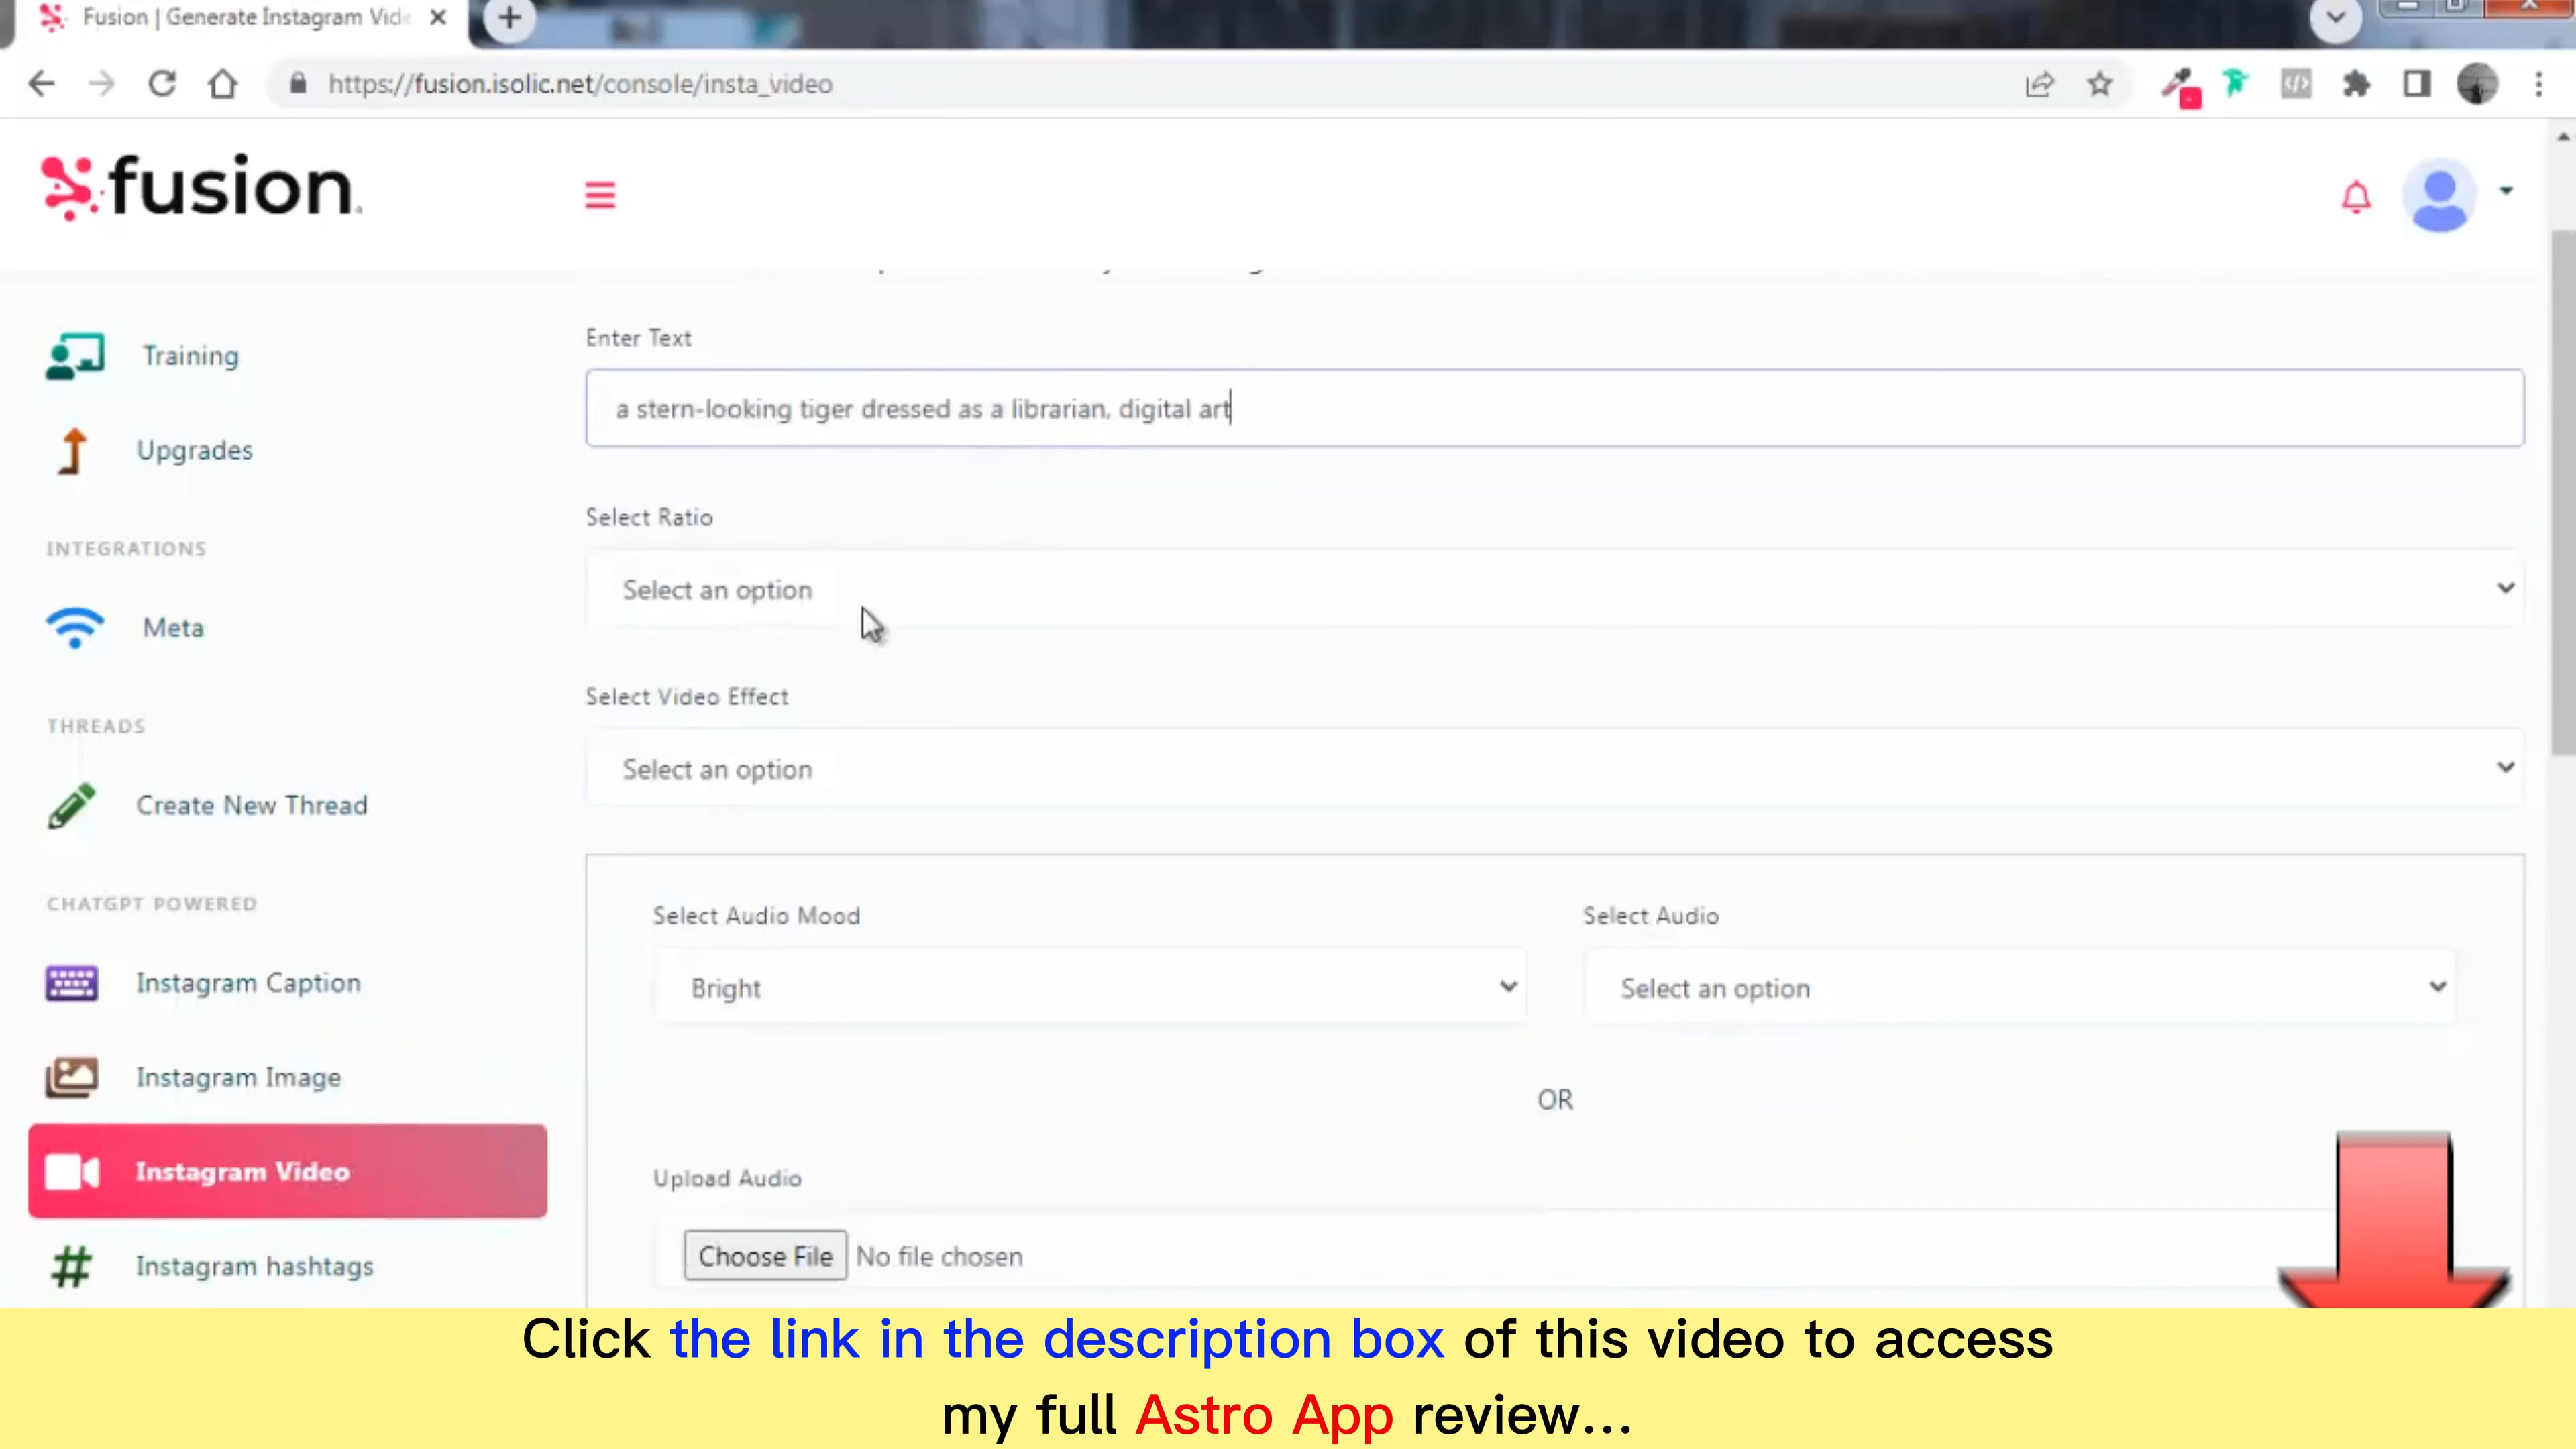 Fusion | Generate Instagram Vide
https://fusion.isolic.net/console/insta_video
fusion
Training
Upgrades
INTEGRATIONS
Meta
THREADS
Create New Thread
CHATGPT POWERED
Instagram Caption
Instagram Image
Instagram Video
Instagram hashtags
Enter Text
a stern-looking tiger dressed as a librarian, digital art
Select Ratio
Select an option
Select Video Effect
Select an option
Select Audio Mood
Select Audio
Bright
Select an option
OR
Upload Audio
Choose File No file chosen
Click the link in the description box of this video to access
my full Astro App review...